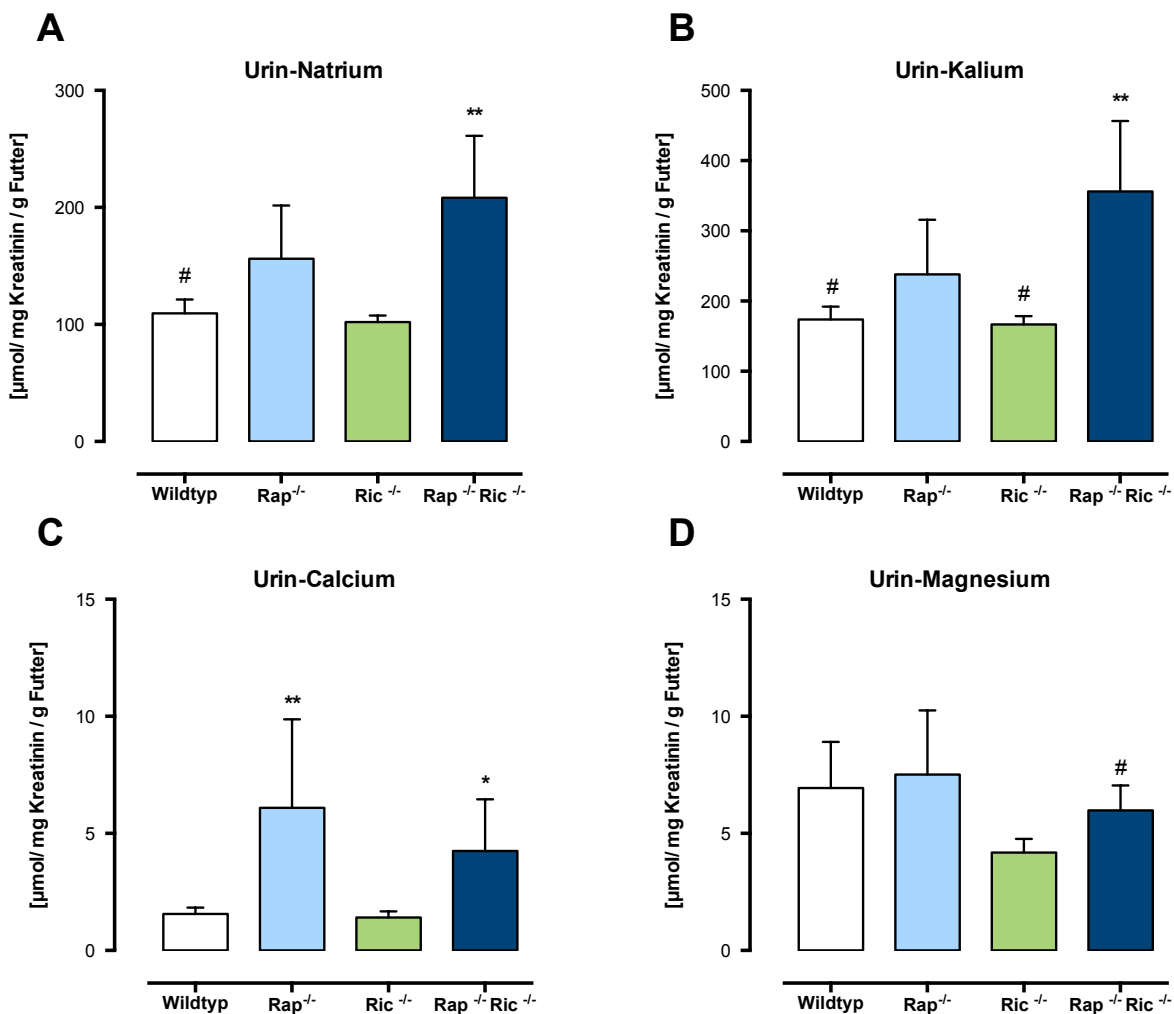 A
Urin-Natrium
[µmol/ mg Kreatinin / g Futter]
300
200
100
0
#
**
Wildtyp Rap-/- Ric -/- Rap -/- Ric -/-
B
Urin-Kalium
[µmol/ mg Kreatinin / g Futter]
500
400
300
200
100
0
#
#
**
Wildtyp Rap-/- Ric -/- Rap -/- Ric -/-
C
Urin-Calcium
[µmol/ mg Kreatinin / g Futter]
15
10
5
0
**
*
Wildtyp Rap-/- Ric -/- Rap -/- Ric -/-
D
Urin-Magnesium
[µmol/ mg Kreatinin / g Futter]
15
10
5
0
#
Wildtyp Rap-/- Ric -/- Rap -/- Ric -/-